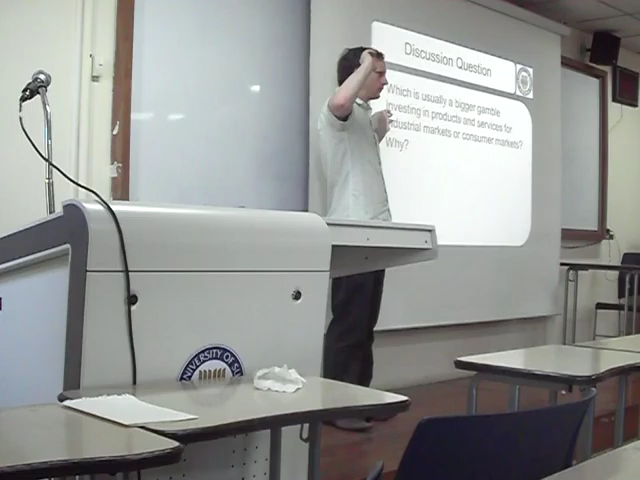 Discussion Question
Which is usually a bigger gamble
investing in products and services for
industrial markets or consumer markets?
Why?
UNIVERSITY OF SU